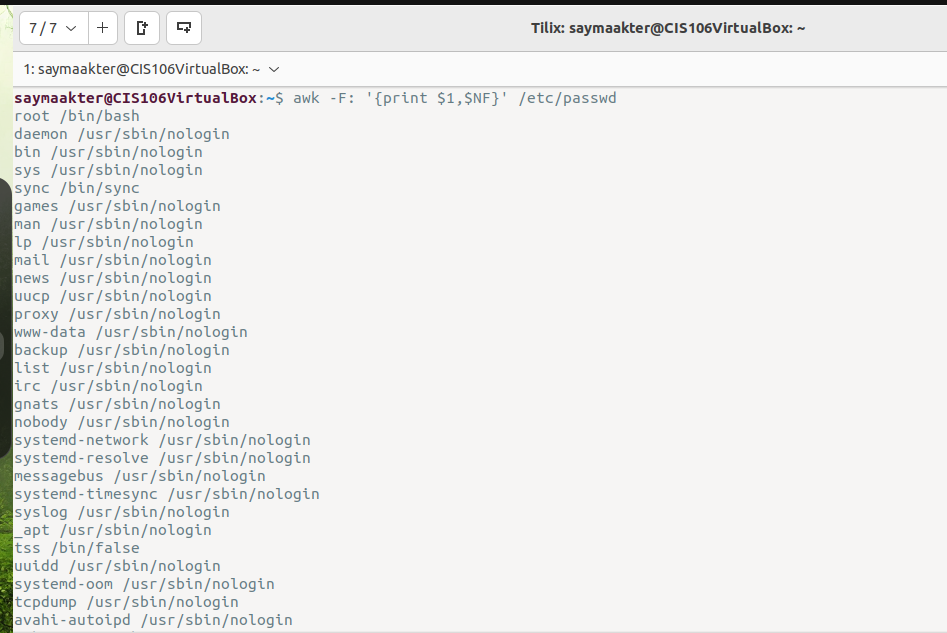 7 / 7
Tilix: saymaakter@CIS106VirtualBox: ~
1: saymaakter@CIS106VirtualBox: ~
saymaakter@CIS106VirtualBox:~$ awk -F: '{print $1,$NF}' /etc/passwd
root /bin/bash
daemon /usr/sbin/nologin
bin /usr/sbin/nologin
sys /usr/sbin/nologin
sync /bin/sync
games /usr/sbin/nologin
man /usr/sbin/nologin
lp /usr/sbin/nologin
mail /usr/sbin/nologin
news /usr/sbin/nologin
uucp /usr/sbin/nologin
proxy /usr/sbin/nologin
www-data /usr/sbin/nologin
backup /usr/sbin/nologin
list /usr/sbin/nologin
irc /usr/sbin/nologin
gnats /usr/sbin/nologin
nobody /usr/sbin/nologin
systemd-network /usr/sbin/nologin
systemd-resolve /usr/sbin/nologin
messagebus /usr/sbin/nologin
systemd-timesync /usr/sbin/nologin
syslog /usr/sbin/nologin
_apt /usr/sbin/nologin
tss /bin/false
uuidd /usr/sbin/nologin
systemd-oom /usr/sbin/nologin
tcpdump /usr/sbin/nologin
avahi-autoipd /usr/sbin/nologin